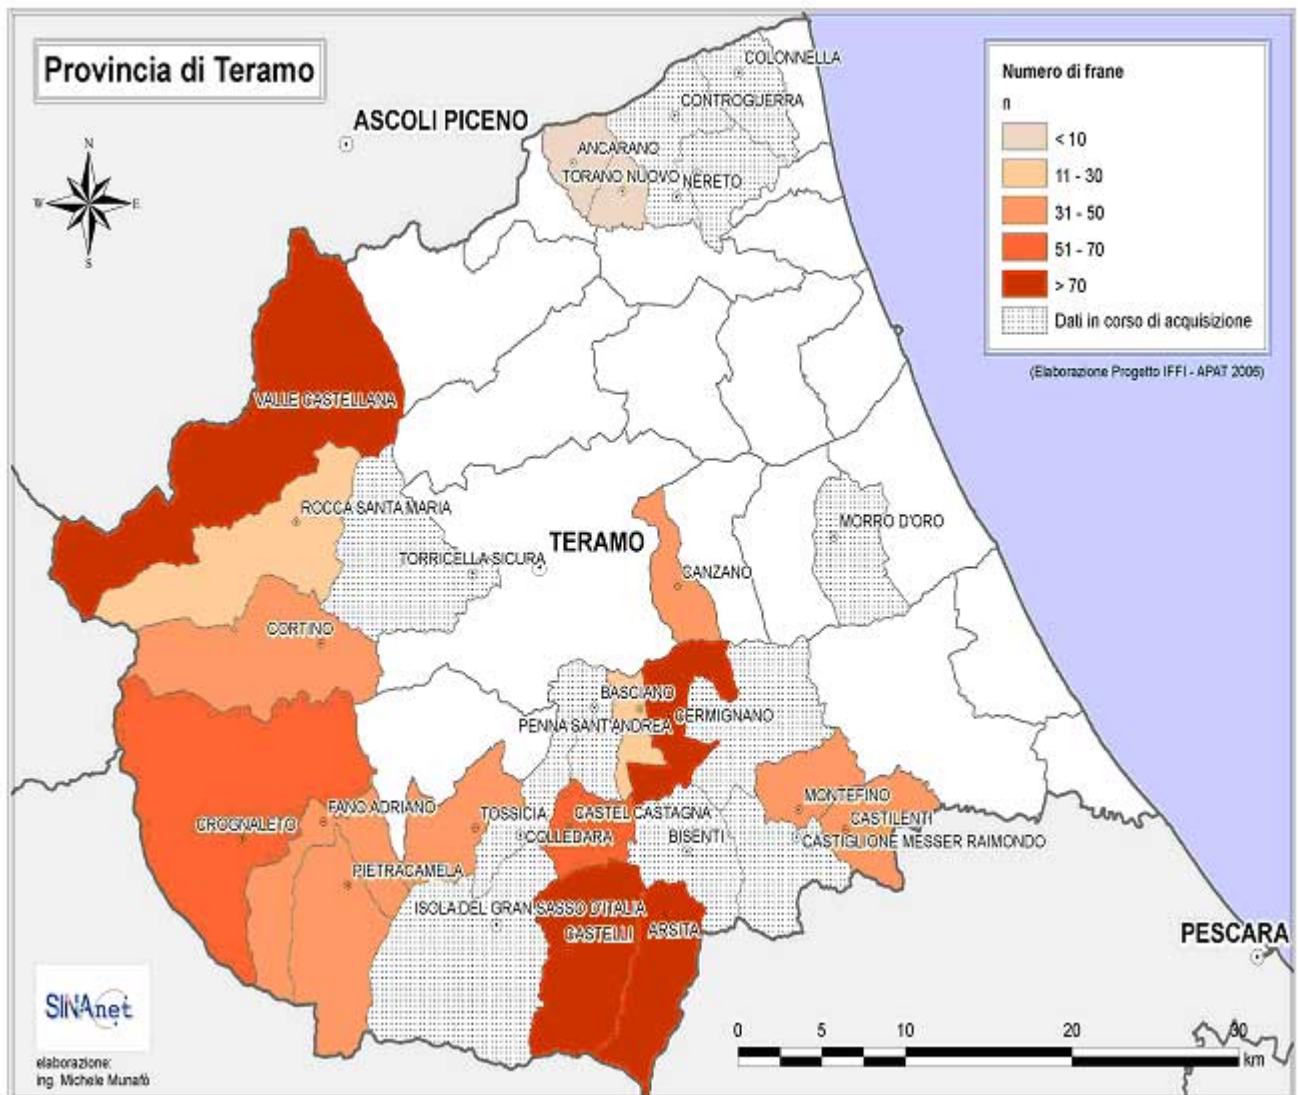 Provincia di Teramo
ASCOLI PICENO
N
W E
S
COLONNELLA
CONTROGUERRA
ANCARANO
TORANO NUOVO
NERETO
Numero di frane
n
< 10
11 - 30
31 - 50
51 - 70
> 70
Dati in corso di acquisizione
(Elaborazione Progetto IFFI - APAT 2006)
VALLE CASTELLANA
ROCCA SANTA MARIA
MORRO D'ORO
TERAMO
TORRICELLA SICURA
CANZANO
CORTINO
BASCIANO
CERMIGNANO
PENNA SANT'ANDREA
MONTEFINO
FANO ADRIANO
TOSSICIA
CASTEL CASTAGNA
CASTILENTI
CROGNALETO
COLLEDARA
BISENTI
CASTIGLIONE MESSER RAIMONDO
PIETRACAMELA
ISOLA DEL GRAN SASSO D'ITALIA
CASTELLI
ARSITA
PESCARA
SINAnet
elaborazione:
ing. Michele Munafò
0 5 10 20 30
km